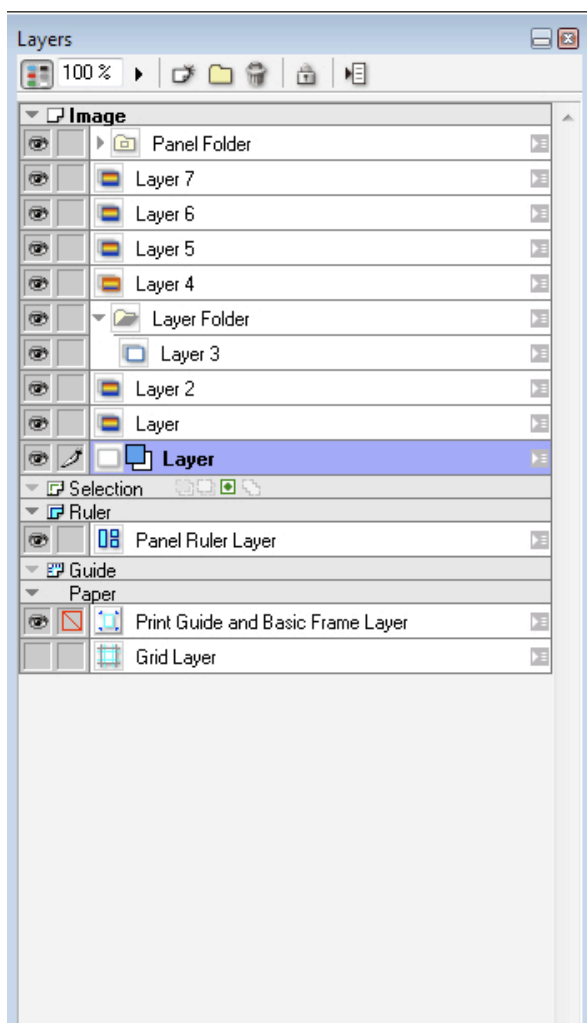 Layers
100 %
Image
Panel Folder
Layer 7
Layer 6
Layer 5
Layer 4
Layer Folder
Layer 3
Layer 2
Layer
Layer
Selection
Ruler
Panel Ruler Layer
Guide
Paper
Print Guide and Basic Frame Layer
Grid Layer